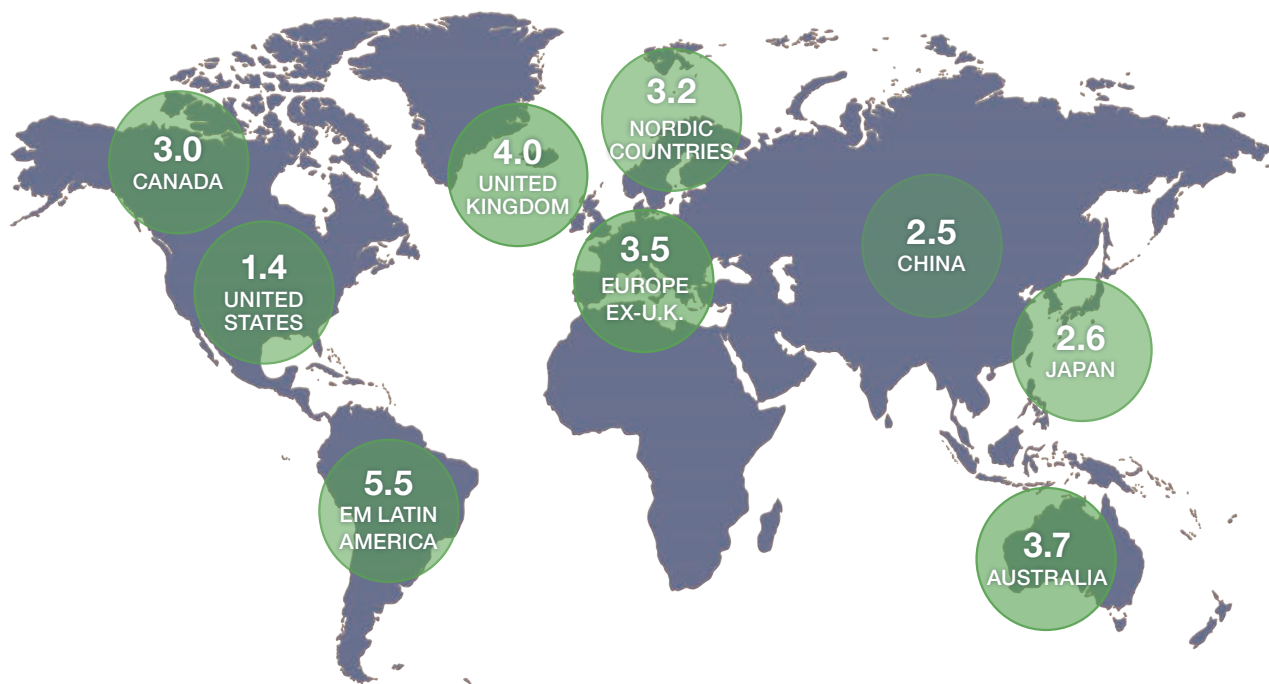 3.0
CANADA
1.4
UNITED
STATES
5.5
EM LATIN
AMERICA
4.0
UNITED
KINGDOM
3.2
NORDIC
COUNTRIES
3.5
EUROPE
EX-U.K.
2.5
CHINA
2.6
JAPAN
3.7
AUSTRALIA